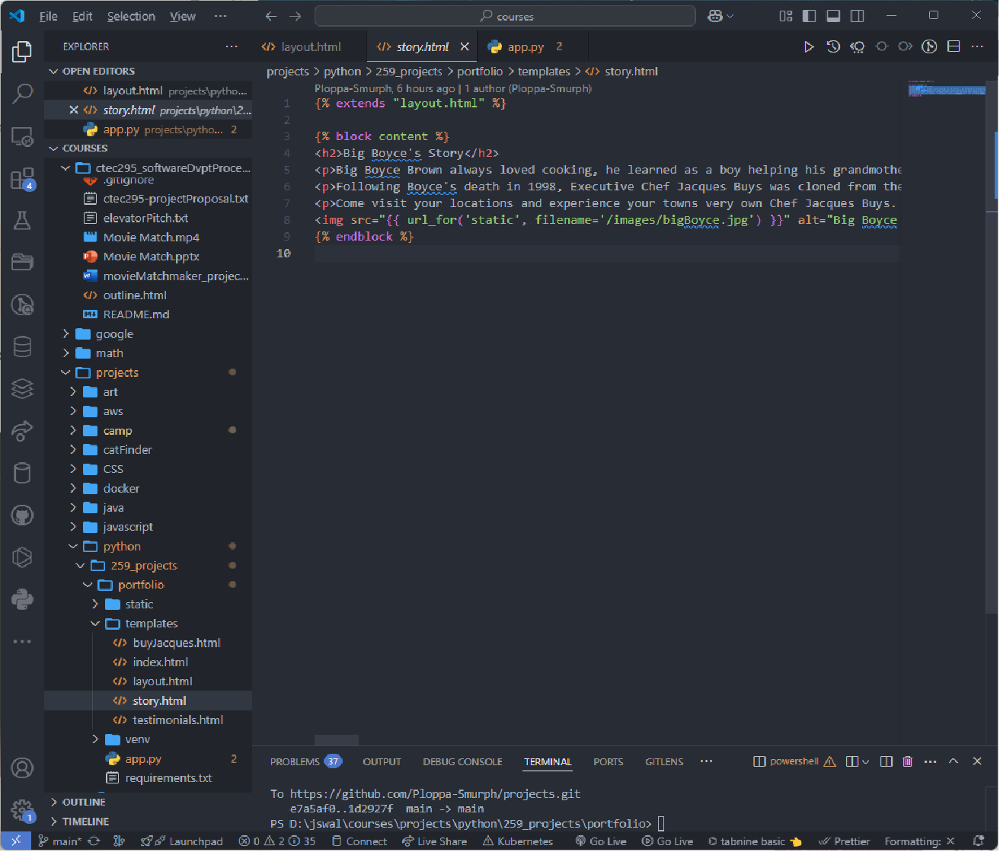 File Edit Selection View ··· courses
EXPLORER ···
layout.html
story.html
app.py 2
OPEN EDITORS
layout.html projects\pytho...
story.html projects\python\2...
app.py projects\pytho... 2
COURSES
ctec295_softwareDvptProce...
.gitignore
ctec295-projectProposal.txt
elevatorPitch.txt
Movie Match.mp4
Movie Match.pptx
movieMatchmaker_projec...
outline.html
README.md
google
math
projects
art
aws
camp
catFinder
CSS
docker
java
javascript
python
259_projects
portfolio
static
templates
buyJacques.html
index.html
layout.html
story.html
testimonials.html
venv
app.py 2
requirements.txt
OUTLINE
TIMELINE
4
1
projects > python > 259_projects > portfolio > templates > story.html
Ploppa-Smurph, 6 hours ago | 1 author (Ploppa-Smurph)
1 {% extends "layout.html" %}
2
3 {% block content %}
4 <h2>Big Boyce's Story</h2>
5 <p>Big Boyce Brown always loved cooking, he learned as a boy helping his grandmothe
6 <p>Following Boyce's death in 1998, Executive Chef Jacques Buys was cloned from the
7 <p>Come visit your locations and experience your towns very own Chef Jacques Buys.
8 <img src="{{ url_for('static', filename='/images/bigBoyce.jpg') }}" alt="Big Boyce
9 {% endblock %}
10
PROBLEMS 37 OUTPUT DEBUG CONSOLE TERMINAL PORTS GITLENS ··· powershell ···
To https://github.com/Ploppa-Smurph/projects.git
e7a5af0..1d2927f main -> main
PS D:\jswal\courses\projects\python\259_projects\portfolio>
main* Launchpad 0 2 35 Connect Live Share Kubernetes Go Live Go Live tabnine basic Prettier Formatting: ×